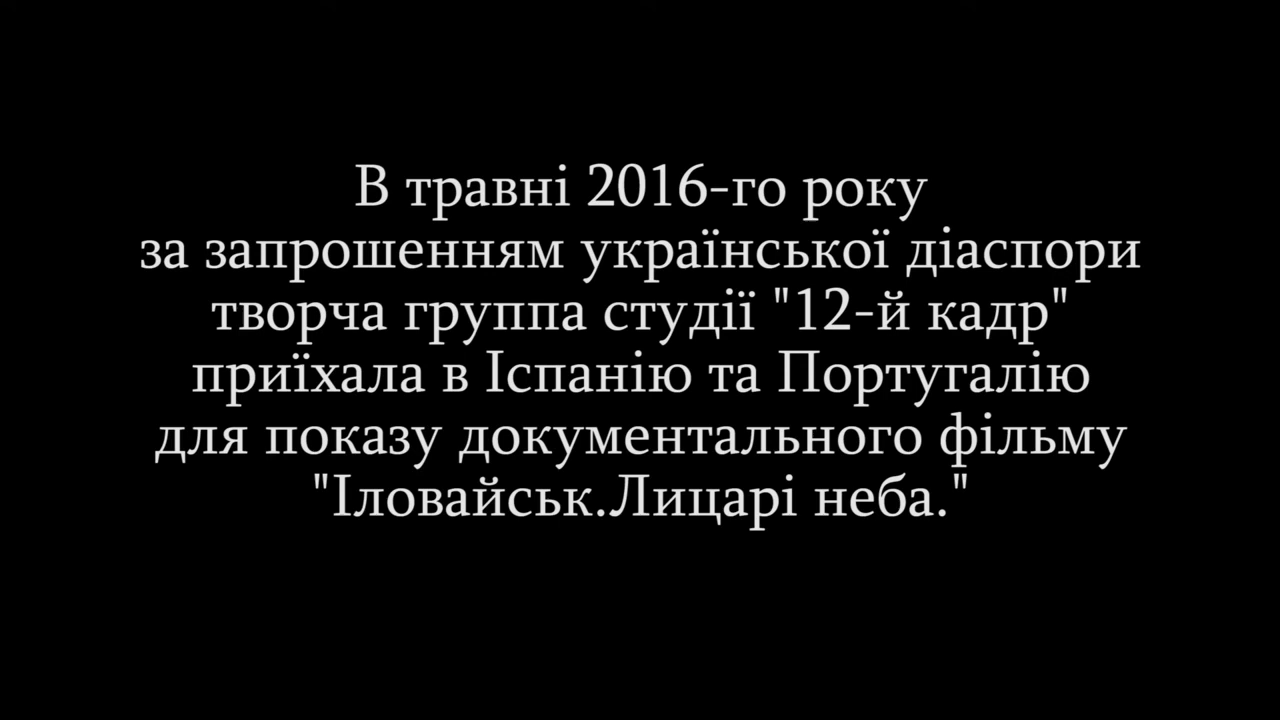 В травні 2016-го року
за запрошенням української діаспори
творча группа студії "12-й кадр"
приїхала в Іспанію та Португалію
для показу документального фільму
"Іловайськ.Лицарі неба."